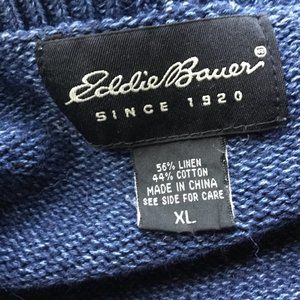 Eddie Bauer®
SINCE 1920
56% LINEN
44% COTTON
MADE IN CHINA
SEE SIDE FOR CARE
XL